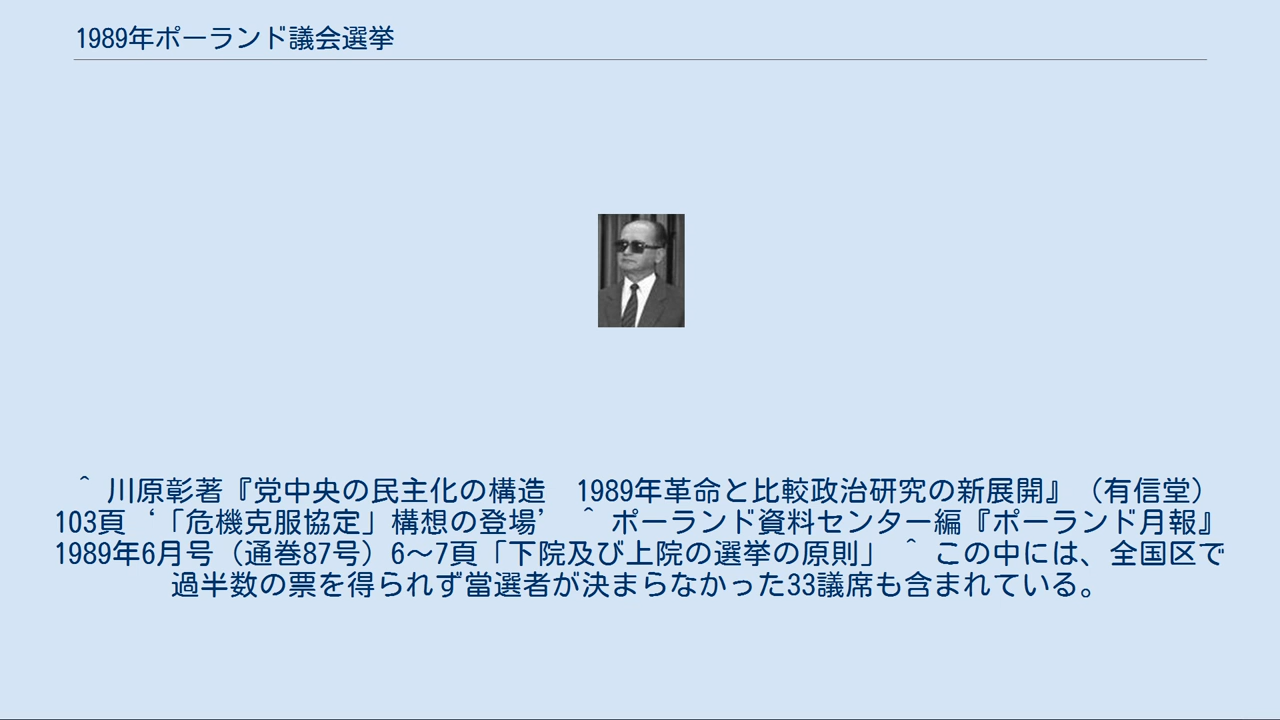 1989年ポーランド議会選挙
＾ 川原彰著『党中央の民主化の構造　1989年革命と比較政治研究の新展開』（有信堂）
103頁‘「危機克服協定」構想の登場’ ＾ ポーランド資料センター編『ポーランド月報』
1989年6月号（通巻87号）6〜7頁「下院及び上院の選挙の原則」 ＾ この中には、全国区で
過半数の票を得られず當選者が決まらなかった33議席も含まれている。